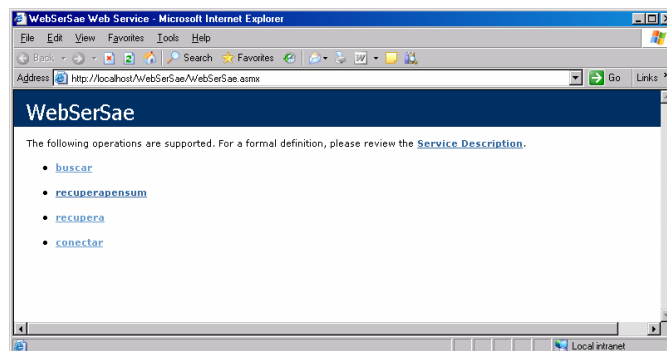 WebSerSae Web Service - Microsoft Internet Explorer
File Edit View Favorites Tools Help
Back Search Favorites
Address http://localhost/WebSerSae/WebSerSae.asmx Go Links
WebSerSae
The following operations are supported. For a formal definition, please review the Service Description.
buscar
recuperapensum
recupera
conectar
Local intranet